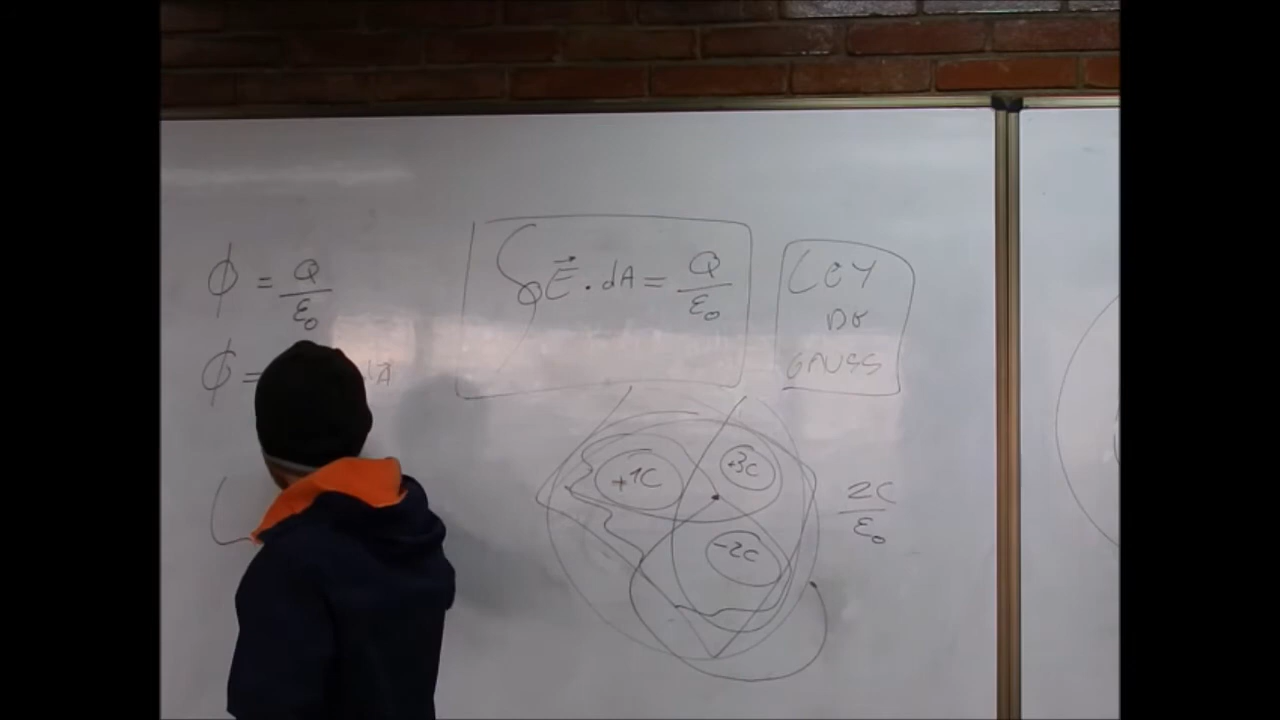 ϕ = Q/ε₀
∮ E⃗ · dA = Q/ε₀
LEY
DE
GAUSS
ϕ =
+1C
+3C
-2C
2C/ε₀